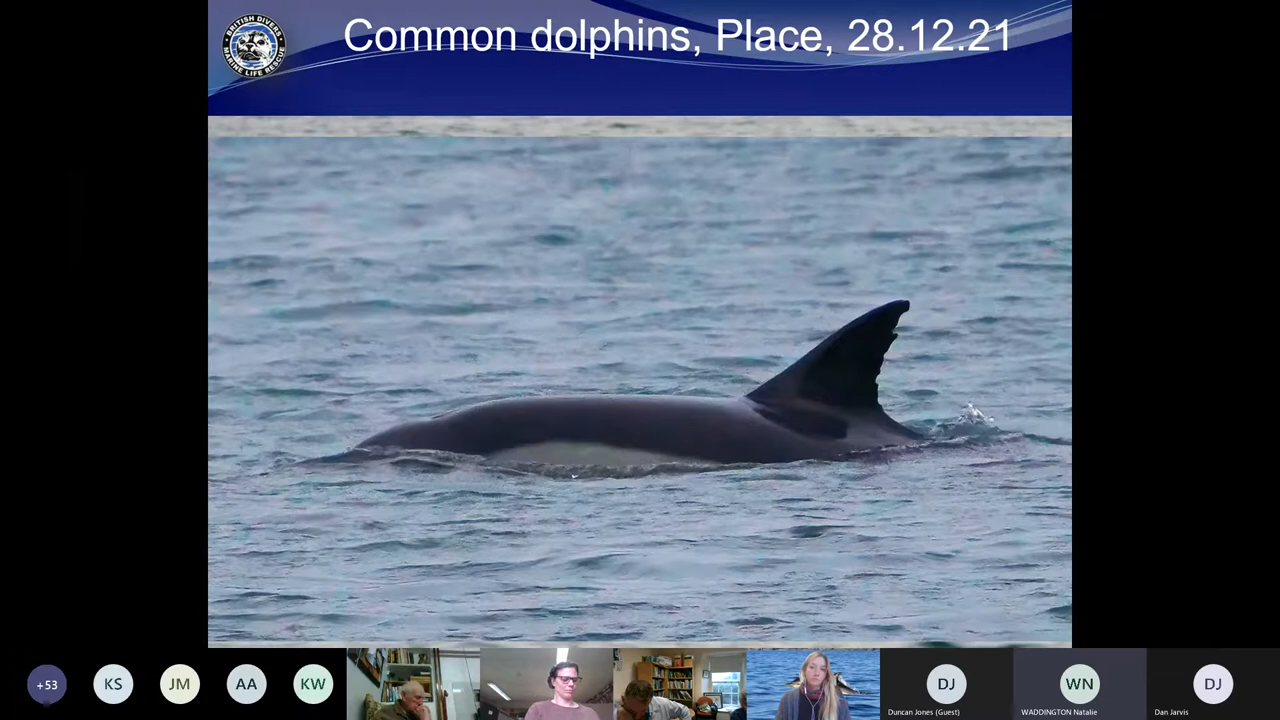 BRITISH DIVERS
MARINE LIFE RESCUE
Common dolphins, Place, 28.12.21
+53
KS
JM
AA
KW
DJ
Duncan Jones (Guest)
WN
WADDINGTON Natalie
DJ
Dan Jarvis